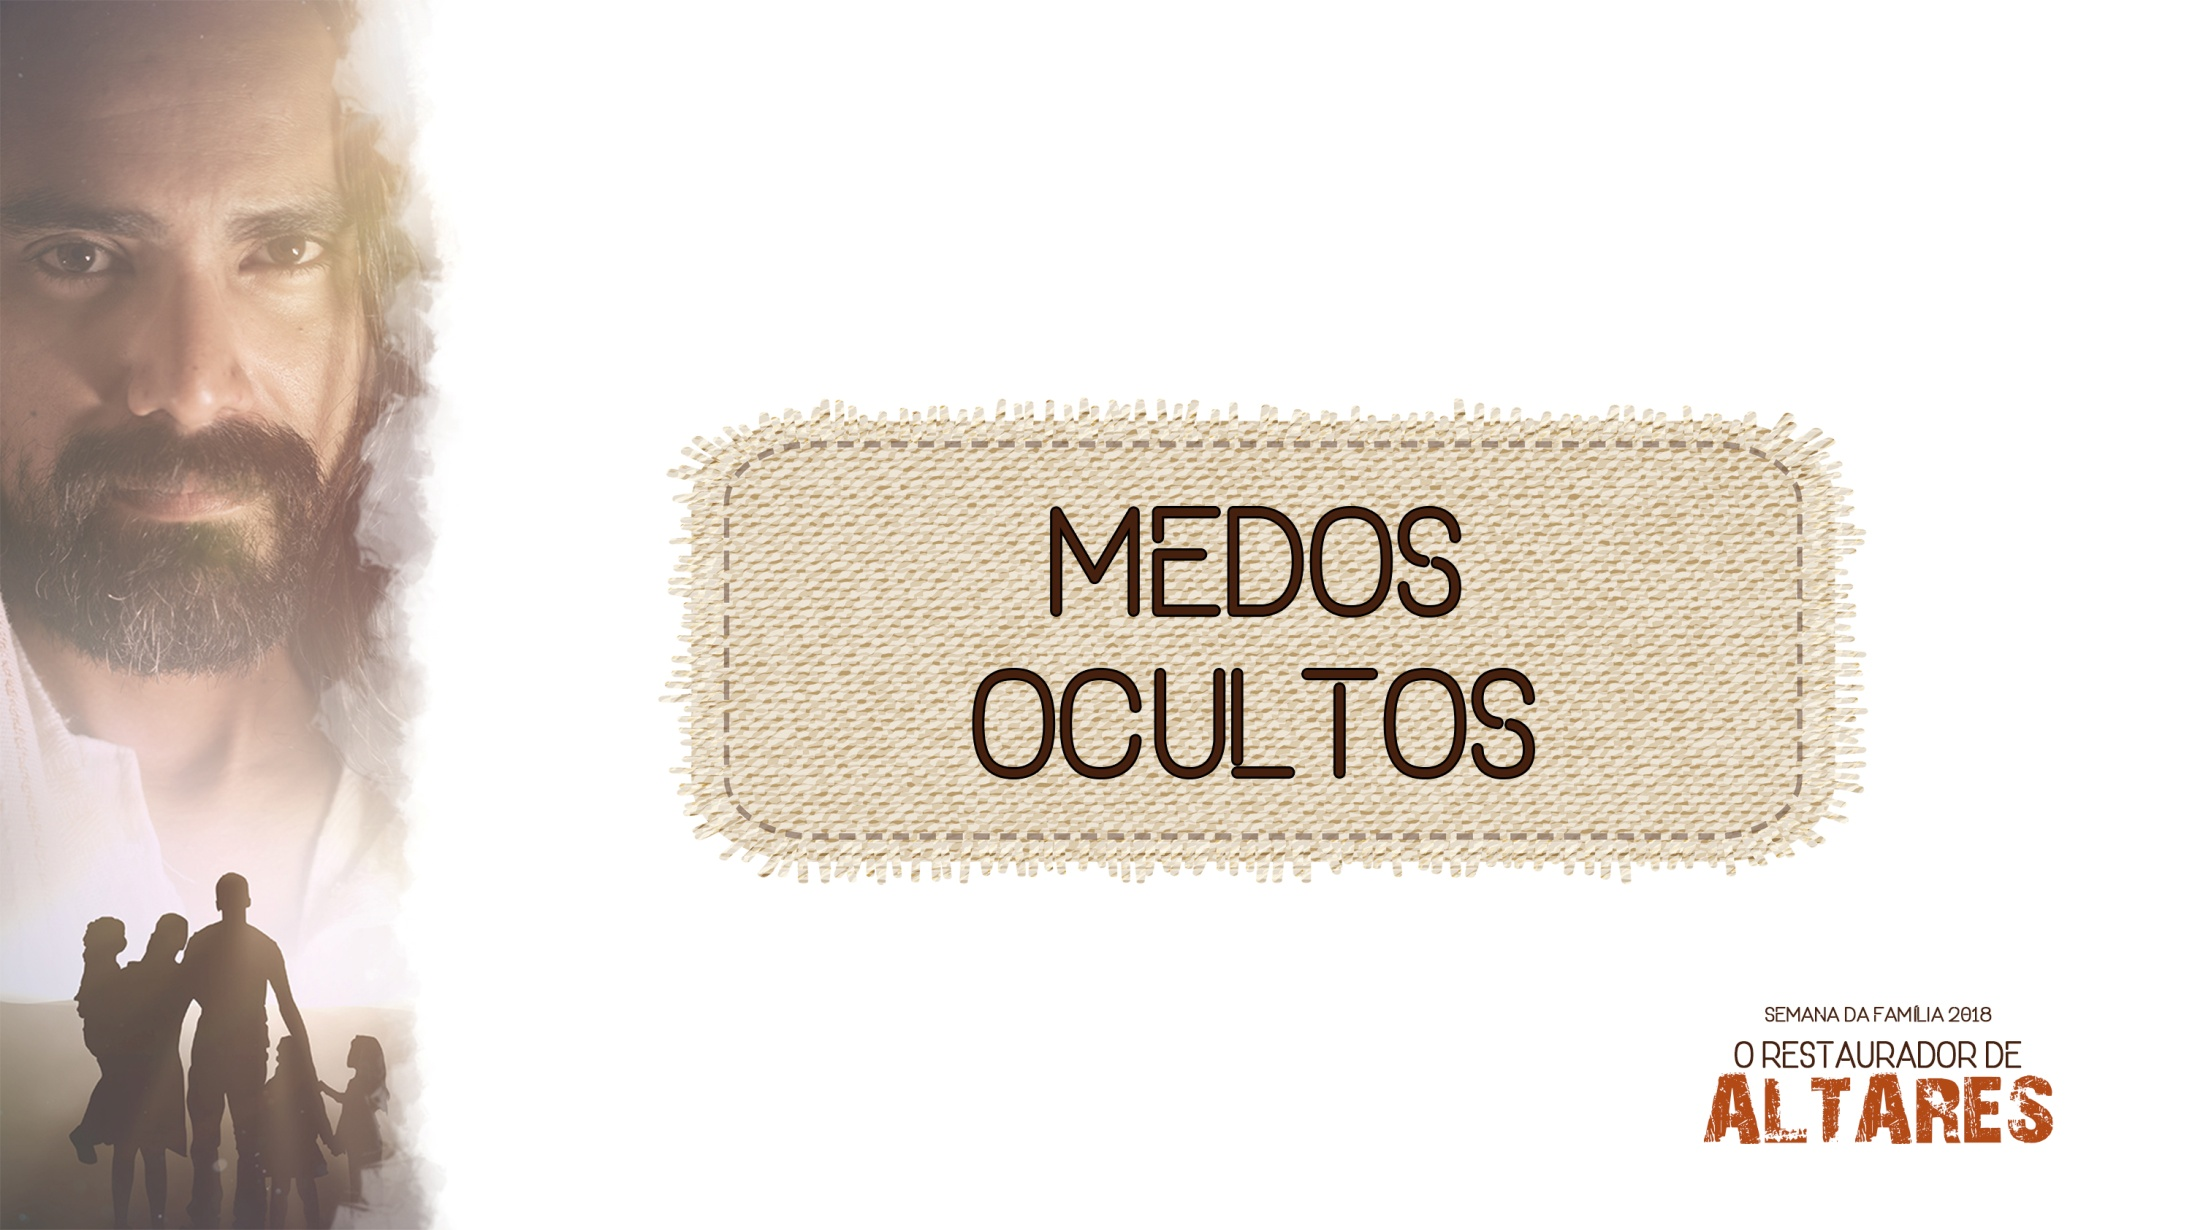 MEDOS
OCULTOS
SEMANA DA FAMÍLIA 2018
O RESTAURADOR DE
ALTARES